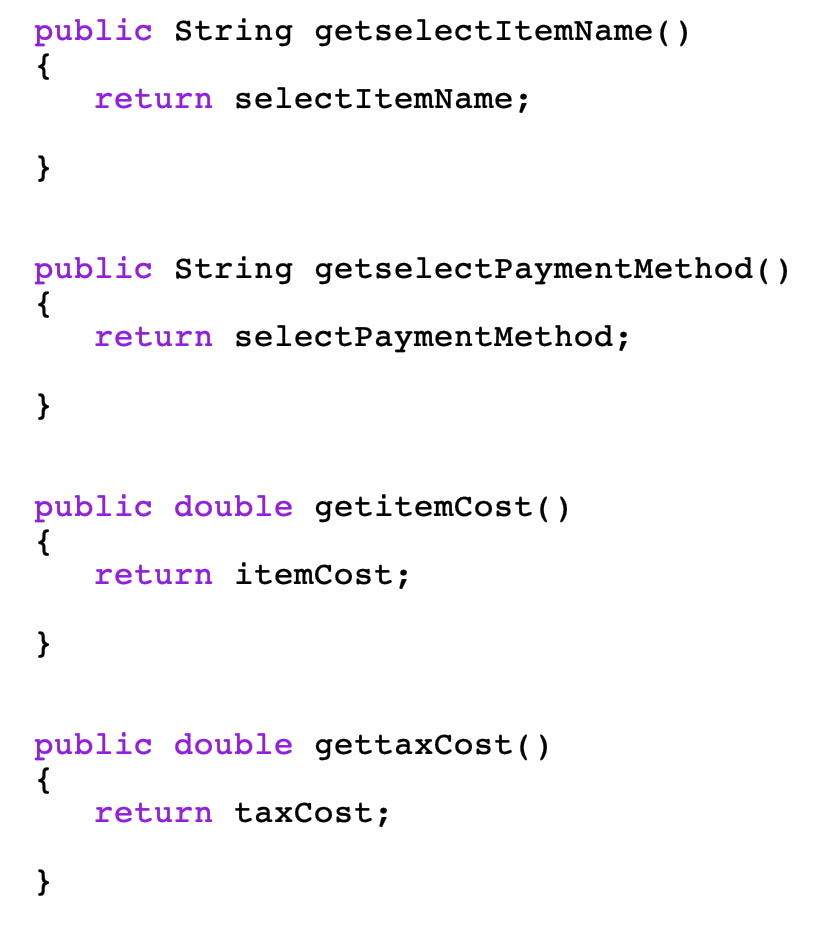 public String getselectItemName()
{
   return selectItemName;

}

public String getselectPaymentMethod()
{
   return selectPaymentMethod;

}

public double getitemCost()
{
   return itemCost;

}

public double gettaxCost()
{
   return taxCost;

}